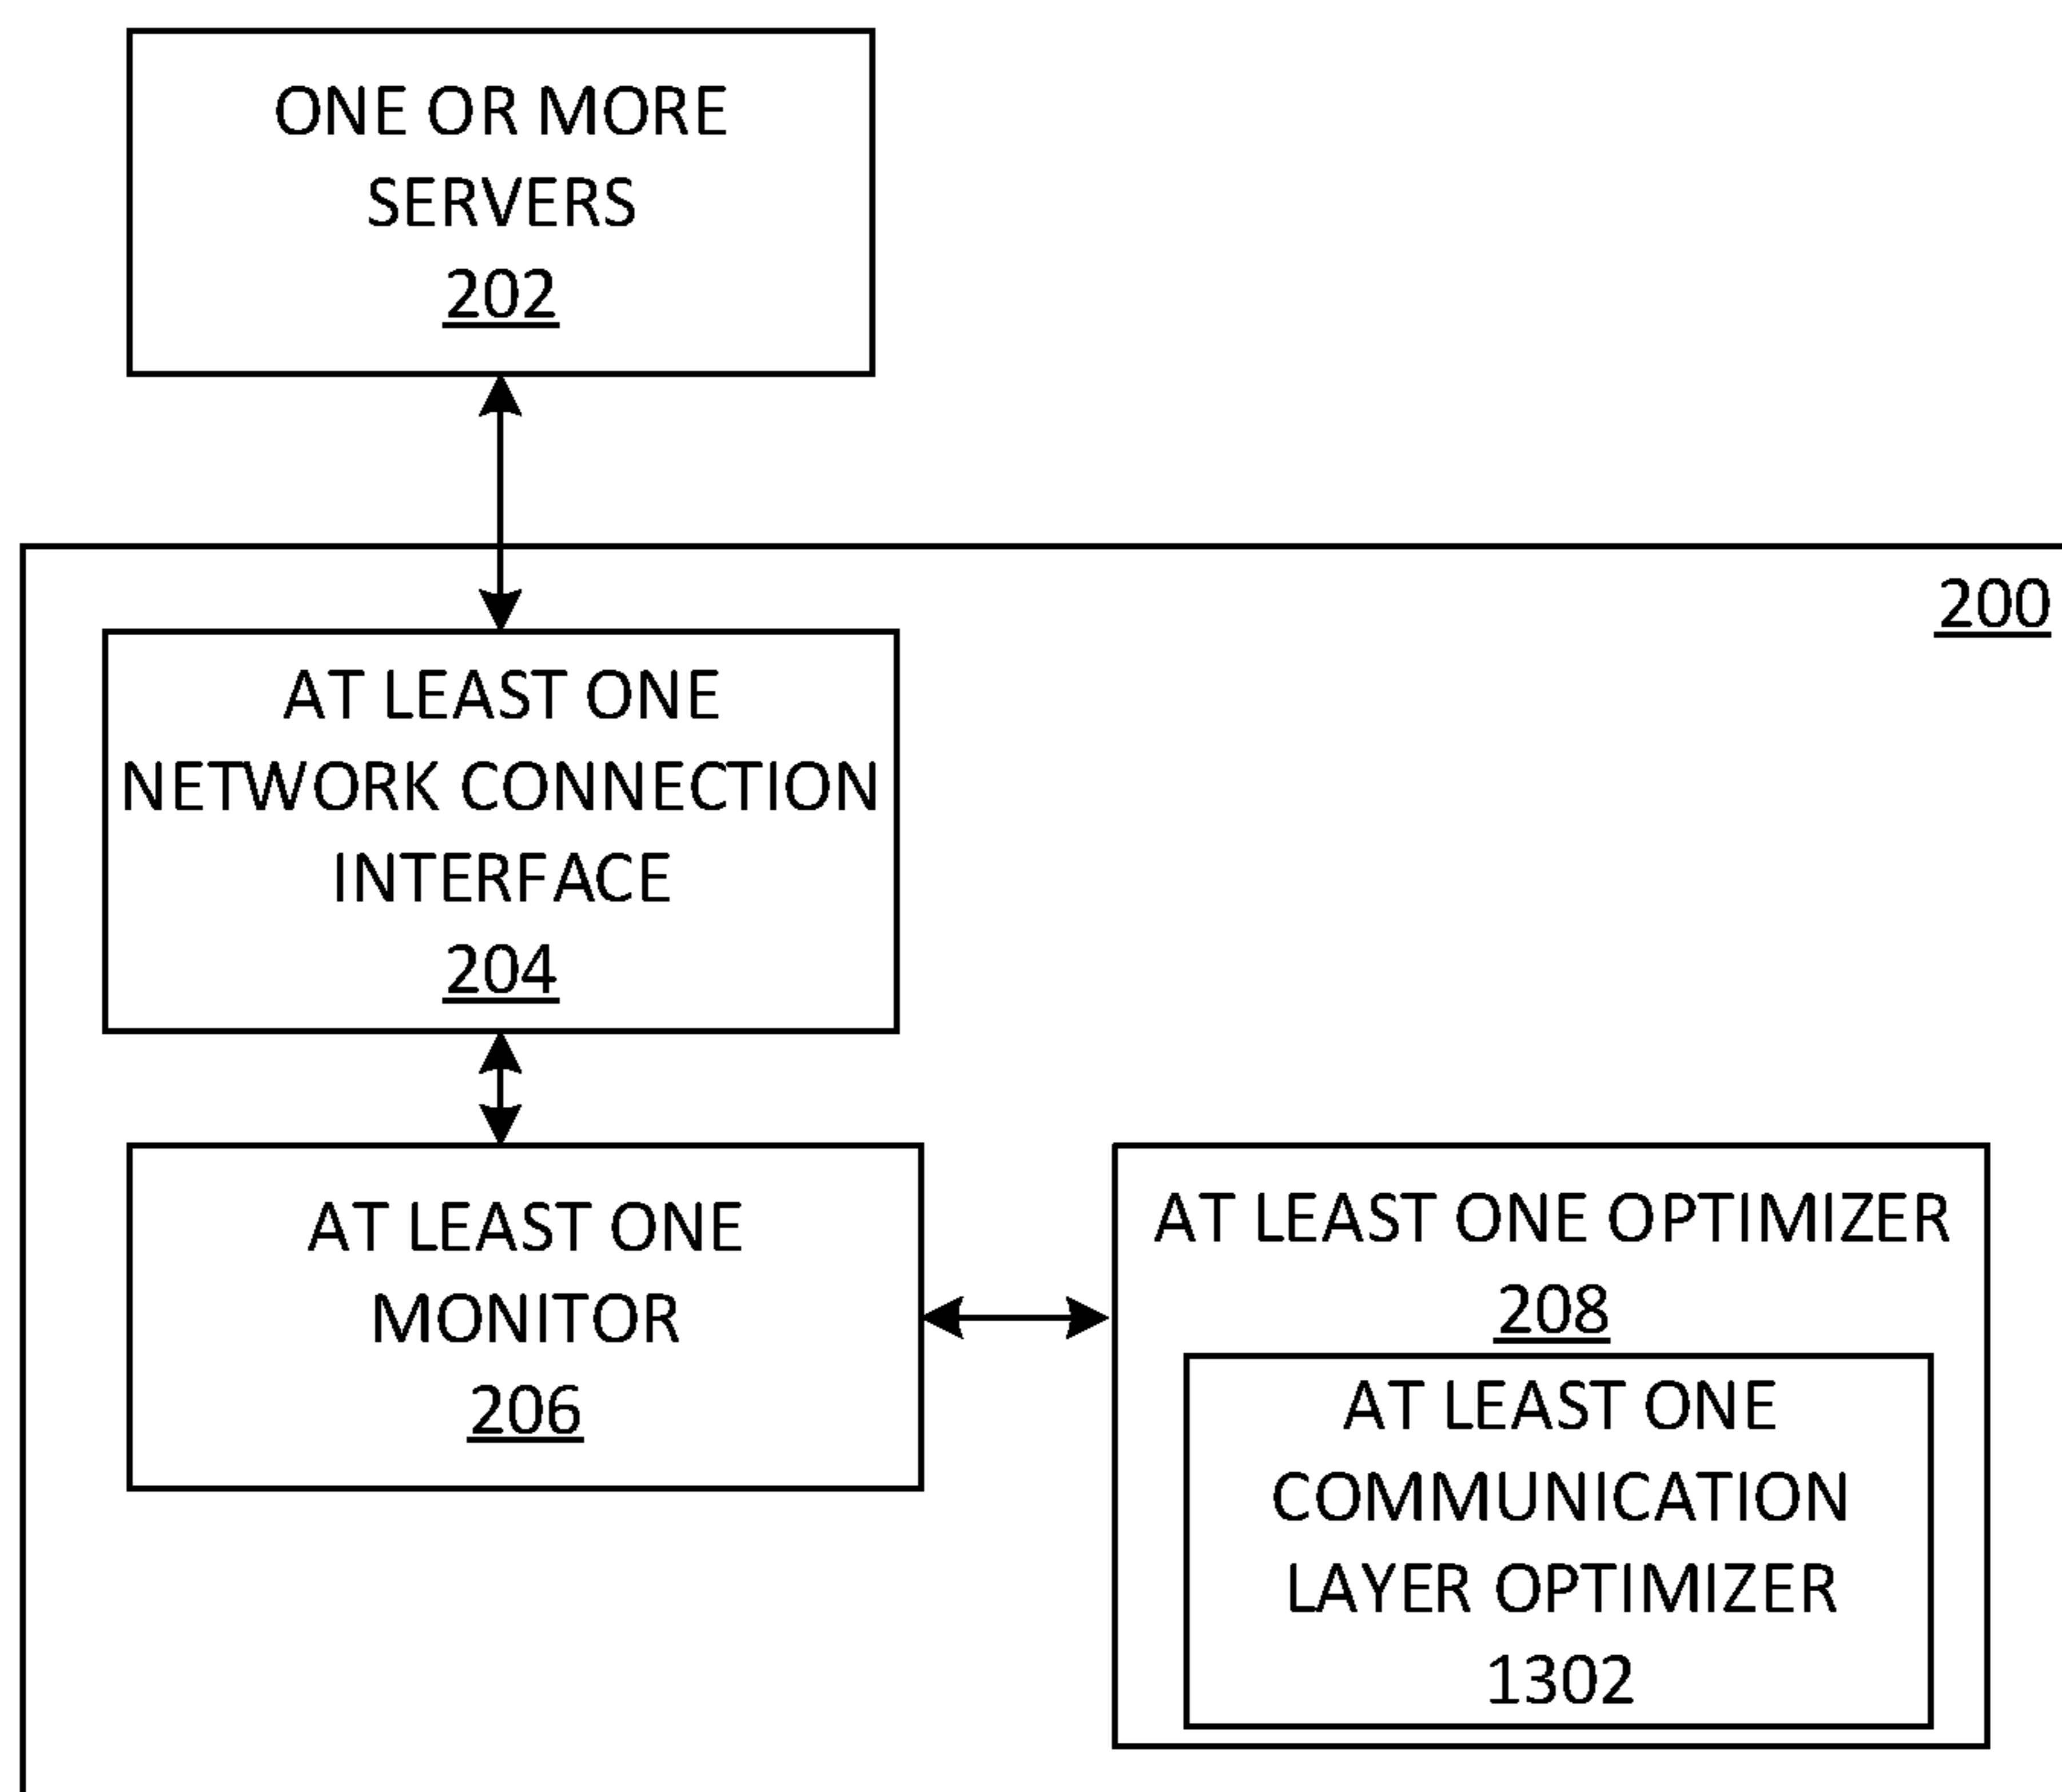 ONE OR MORE
SERVERS
202
200
AT LEAST ONE
NETWORK CONNECTION
INTERFACE
204
AT LEAST ONE
MONITOR
206
AT LEAST ONE OPTIMIZER
208
AT LEAST ONE
COMMUNICATION
LAYER OPTIMIZER
1302